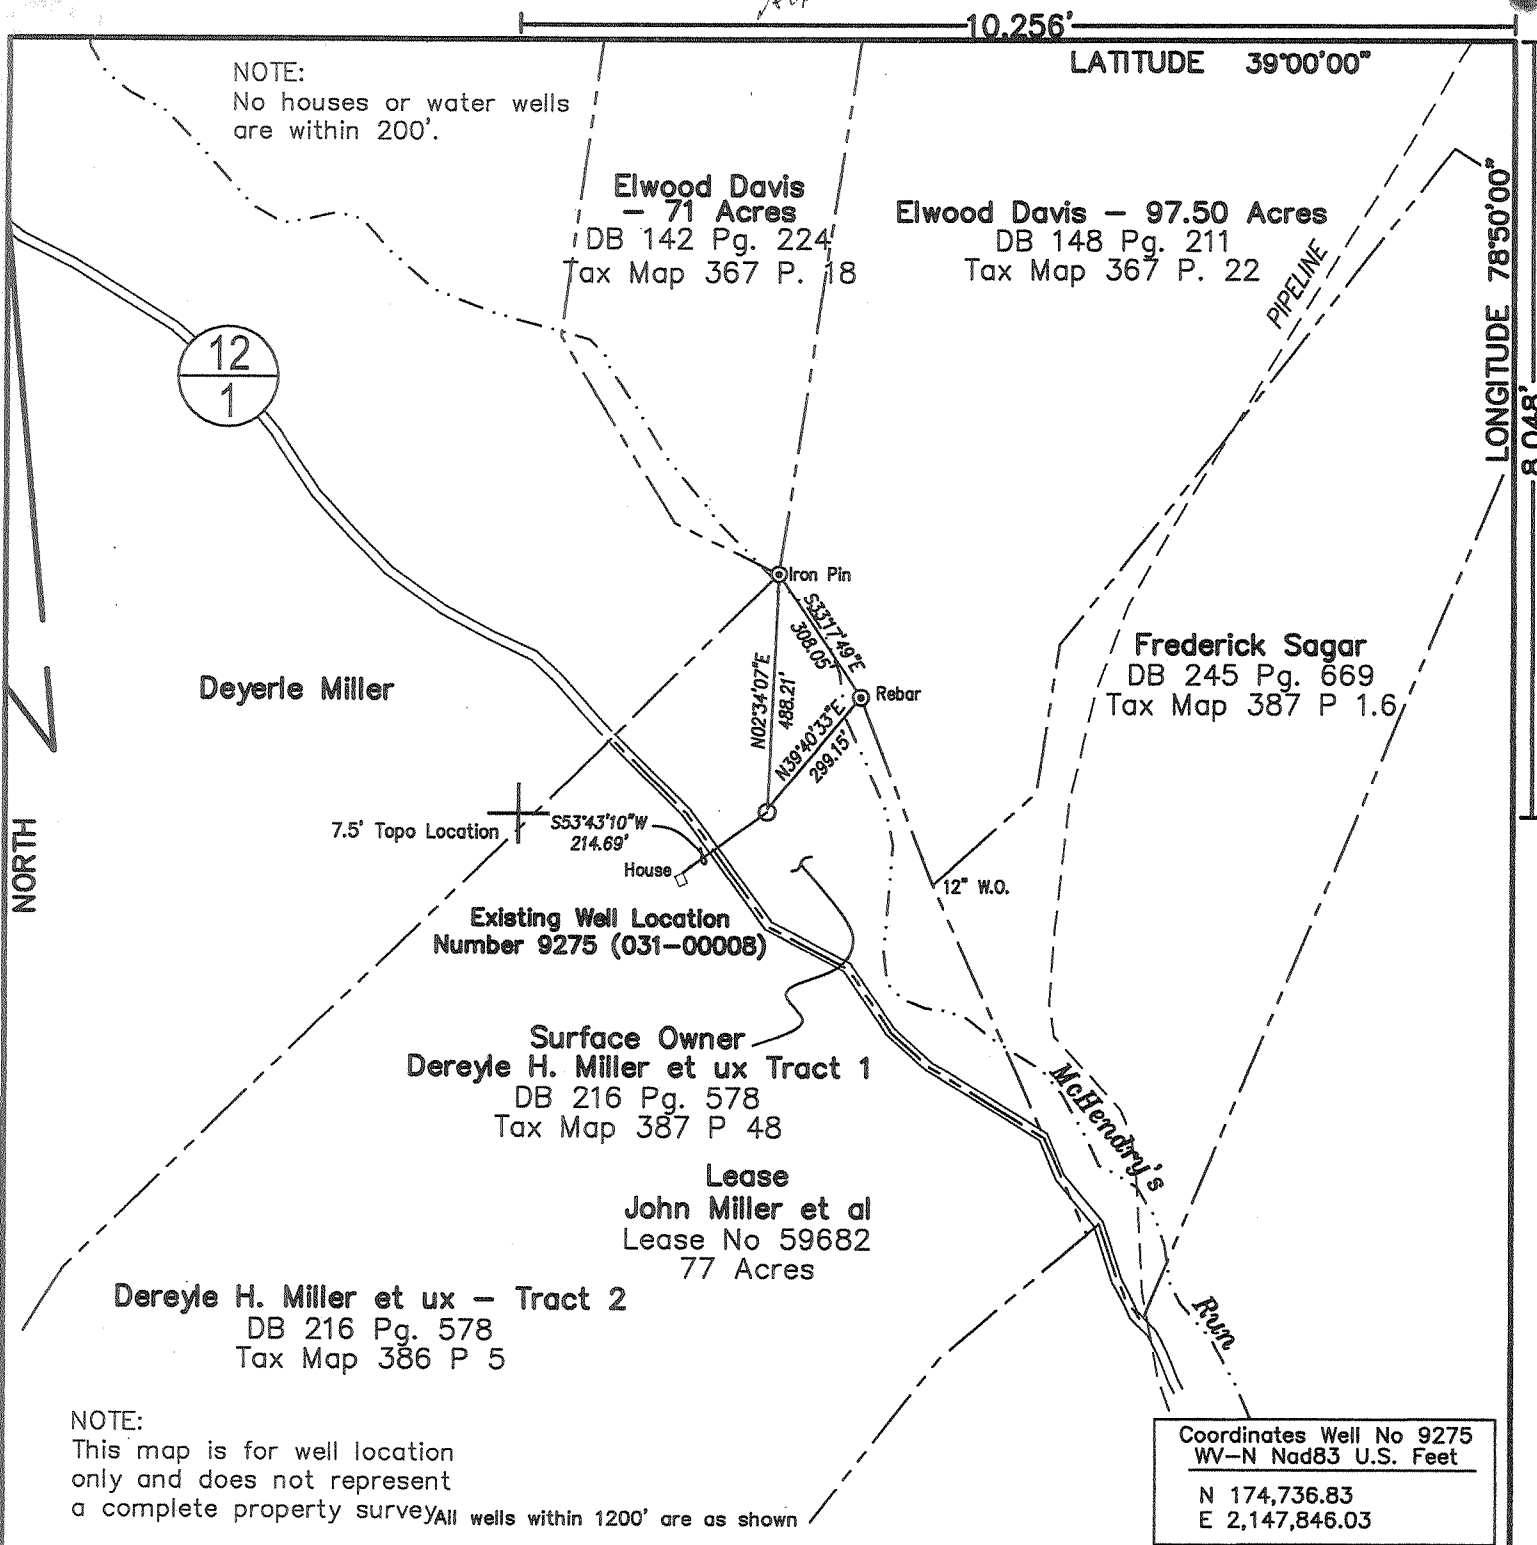 10,256'
LATITUDE 39°00'00"
NOTE:
No houses or water wells
are within 200'.
LONGITUDE 78°50'00"
8,048'
Elwood Davis
- 71 Acres
DB 142 Pg. 224
Tax Map 367 P. 18
Elwood Davis - 97.50 Acres
DB 148 Pg. 211
Tax Map 367 P. 22
PIPELINE
12
1
Iron Pin
S33°17'49"E
308.05'
Rebar
N02°34'07"E
488.21'
N39°40'33"E
299.15'
Frederick Sagar
DB 245 Pg. 669
Tax Map 387 P 1.6
Deyerle Miller
NORTH
7.5' Topo Location
S53°43'10"W
214.69'
House
12" W.O.
Existing Well Location
Number 9275 (031-00008)
Surface Owner
Dereyle H. Miller et ux Tract 1
DB 216 Pg. 578
Tax Map 387 P 48
McHendry's
Run
Lease
John Miller et al
Lease No 59682
77 Acres
Dereyle H. Miller et ux - Tract 2
DB 216 Pg. 578
Tax Map 386 P 5
NOTE:
This map is for well location
only and does not represent
a complete property survey
All wells within 1200' are as shown
Coordinates Well No 9275
WV-N Nad83 U.S. Feet
N 174,736.83
E 2,147,846.03